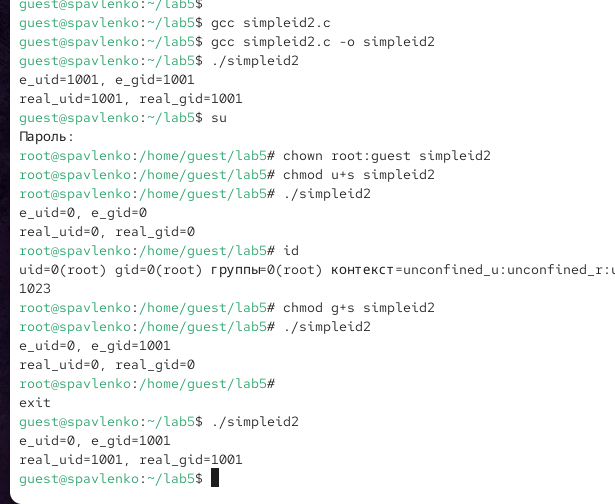 guest@spavlenko:~/lab5$
guest@spavlenko:~/lab5$ gcc simpleid2.c
guest@spavlenko:~/lab5$ gcc simpleid2.c -o simpleid2
guest@spavlenko:~/lab5$ ./simpleid2
e_uid=1001, e_gid=1001
real_uid=1001, real_gid=1001
guest@spavlenko:~/lab5$ su
Пароль:
root@spavlenko:/home/guest/lab5# chown root:guest simpleid2
root@spavlenko:/home/guest/lab5# chmod u+s simpleid2
root@spavlenko:/home/guest/lab5# ./simpleid2
e_uid=0, e_gid=0
real_uid=0, real_gid=0
root@spavlenko:/home/guest/lab5# id
uid=0(root) gid=0(root) группы=0(root) контекст=unconfined_u:unconfined_r:u
1023
root@spavlenko:/home/guest/lab5# chmod g+s simpleid2
root@spavlenko:/home/guest/lab5# ./simpleid2
e_uid=0, e_gid=1001
real_uid=0, real_gid=0
root@spavlenko:/home/guest/lab5#
exit
guest@spavlenko:~/lab5$ ./simpleid2
e_uid=0, e_gid=1001
real_uid=1001, real_gid=1001
guest@spavlenko:~/lab5$